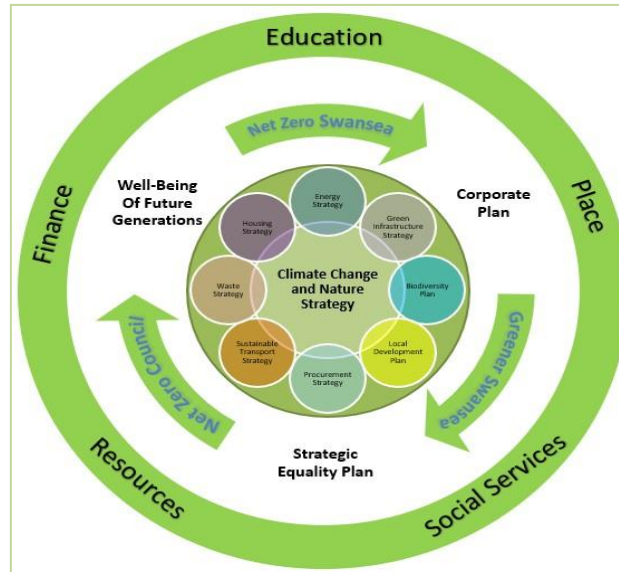 Education
Net Zero Swansea
Well-Being
Of Future
Generations
Corporate
Plan
Finance
Place
Energy
Strategy
Housing
Strategy
Green
Infrastructure
Strategy
Climate Change
and Nature
Strategy
Waste
Strategy
Biodiversity
Plan
Sustainable
Transport
Strategy
Local
Development
Plan
Procurement
Strategy
Net Zero Council
Greener Swansea
Strategic
Equality Plan
Resources
Social Services